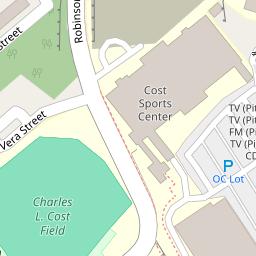 Street
Robinson
Cost
Sports
Center
Vera Street
TV (Pit
TV (Pi
FM (Pi
TV (Pi
CD
P
OC Lot
Charles
L. Cost
Field